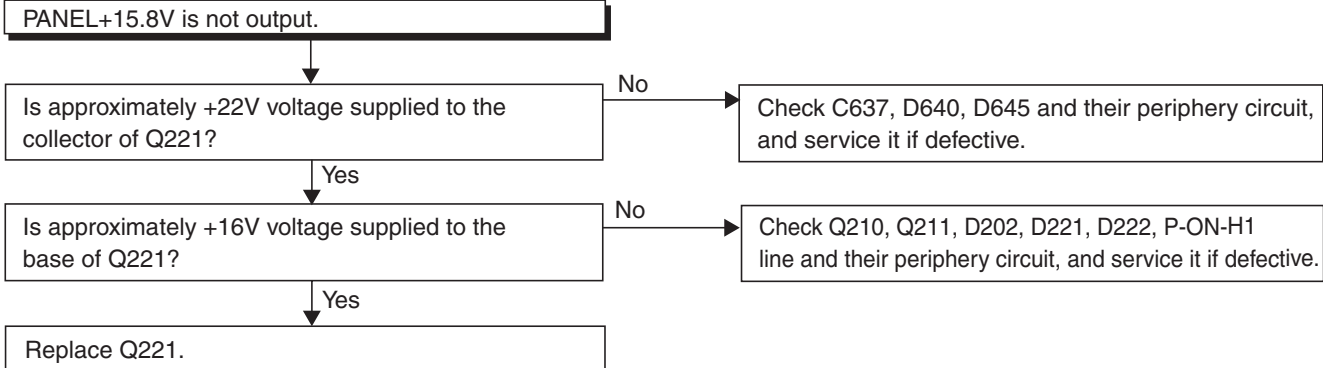 PANEL+15.8V is not output.
No
Is approximately +22V voltage supplied to the
collector of Q221?
Check C637, D640, D645 and their periphery circuit,
and service it if defective.
Yes
No
Is approximately +16V voltage supplied to the
base of Q221?
Check Q210, Q211, D202, D221, D222, P-ON-H1
line and their periphery circuit, and service it if defective.
Yes
Replace Q221.